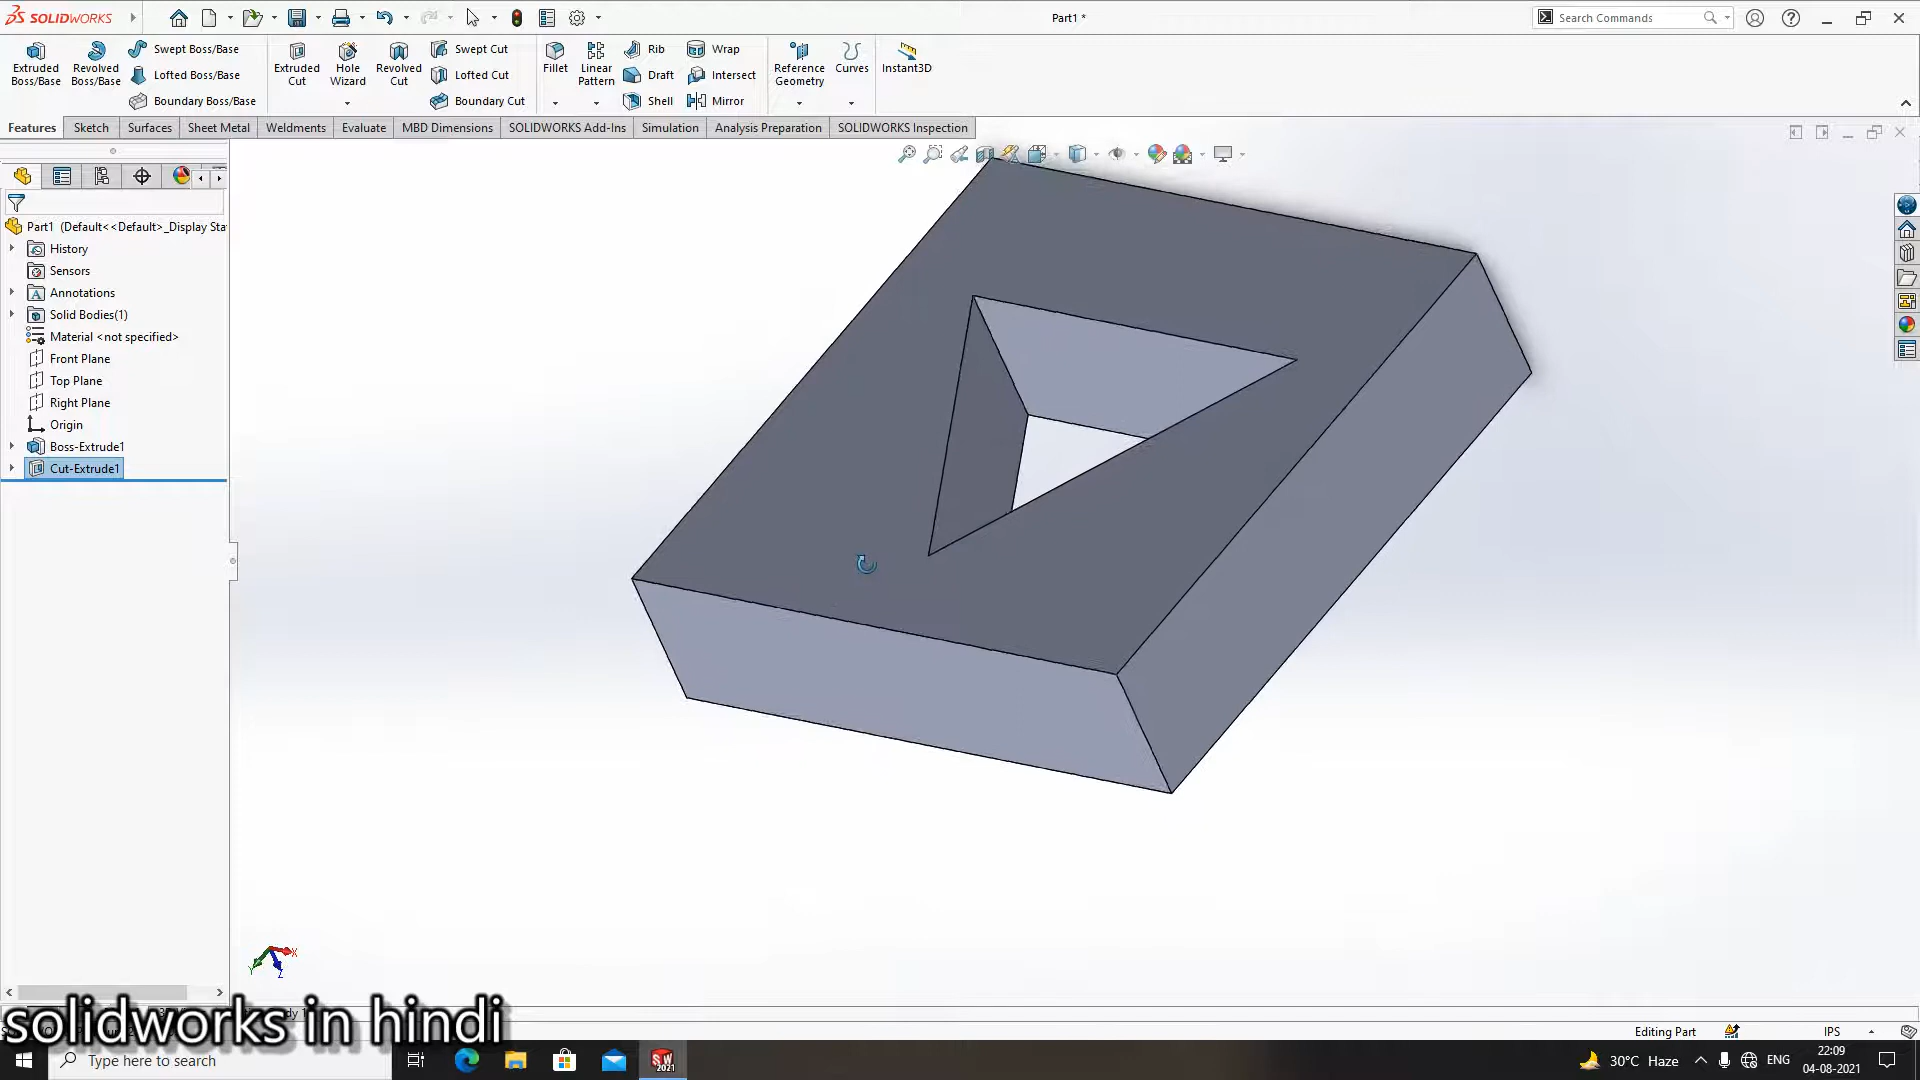 SOLIDWORKS
Part1 *
Search Commands
Extruded Boss/Base
Revolved Boss/Base
Swept Boss/Base
Lofted Boss/Base
Boundary Boss/Base
Extruded Cut
Hole Wizard
Revolved Cut
Swept Cut
Lofted Cut
Boundary Cut
Fillet
Linear Pattern
Rib
Draft
Shell
Wrap
Intersect
Mirror
Reference Geometry
Curves
Instant3D
Features Sketch Surfaces Sheet Metal Weldments Evaluate MBD Dimensions SOLIDWORKS Add-Ins Simulation Analysis Preparation SOLIDWORKS Inspection
Part1 (Default<<Default>_Display Sta
History
Sensors
Annotations
Solid Bodies(1)
Material <not specified>
Front Plane
Top Plane
Right Plane
Origin
Boss-Extrude1
Cut-Extrude1
X
Y
Z
solidworks in hindi
Editing Part
IPS
Type here to search
SW
2021
30°C Haze
ENG
22:09
04-08-2021